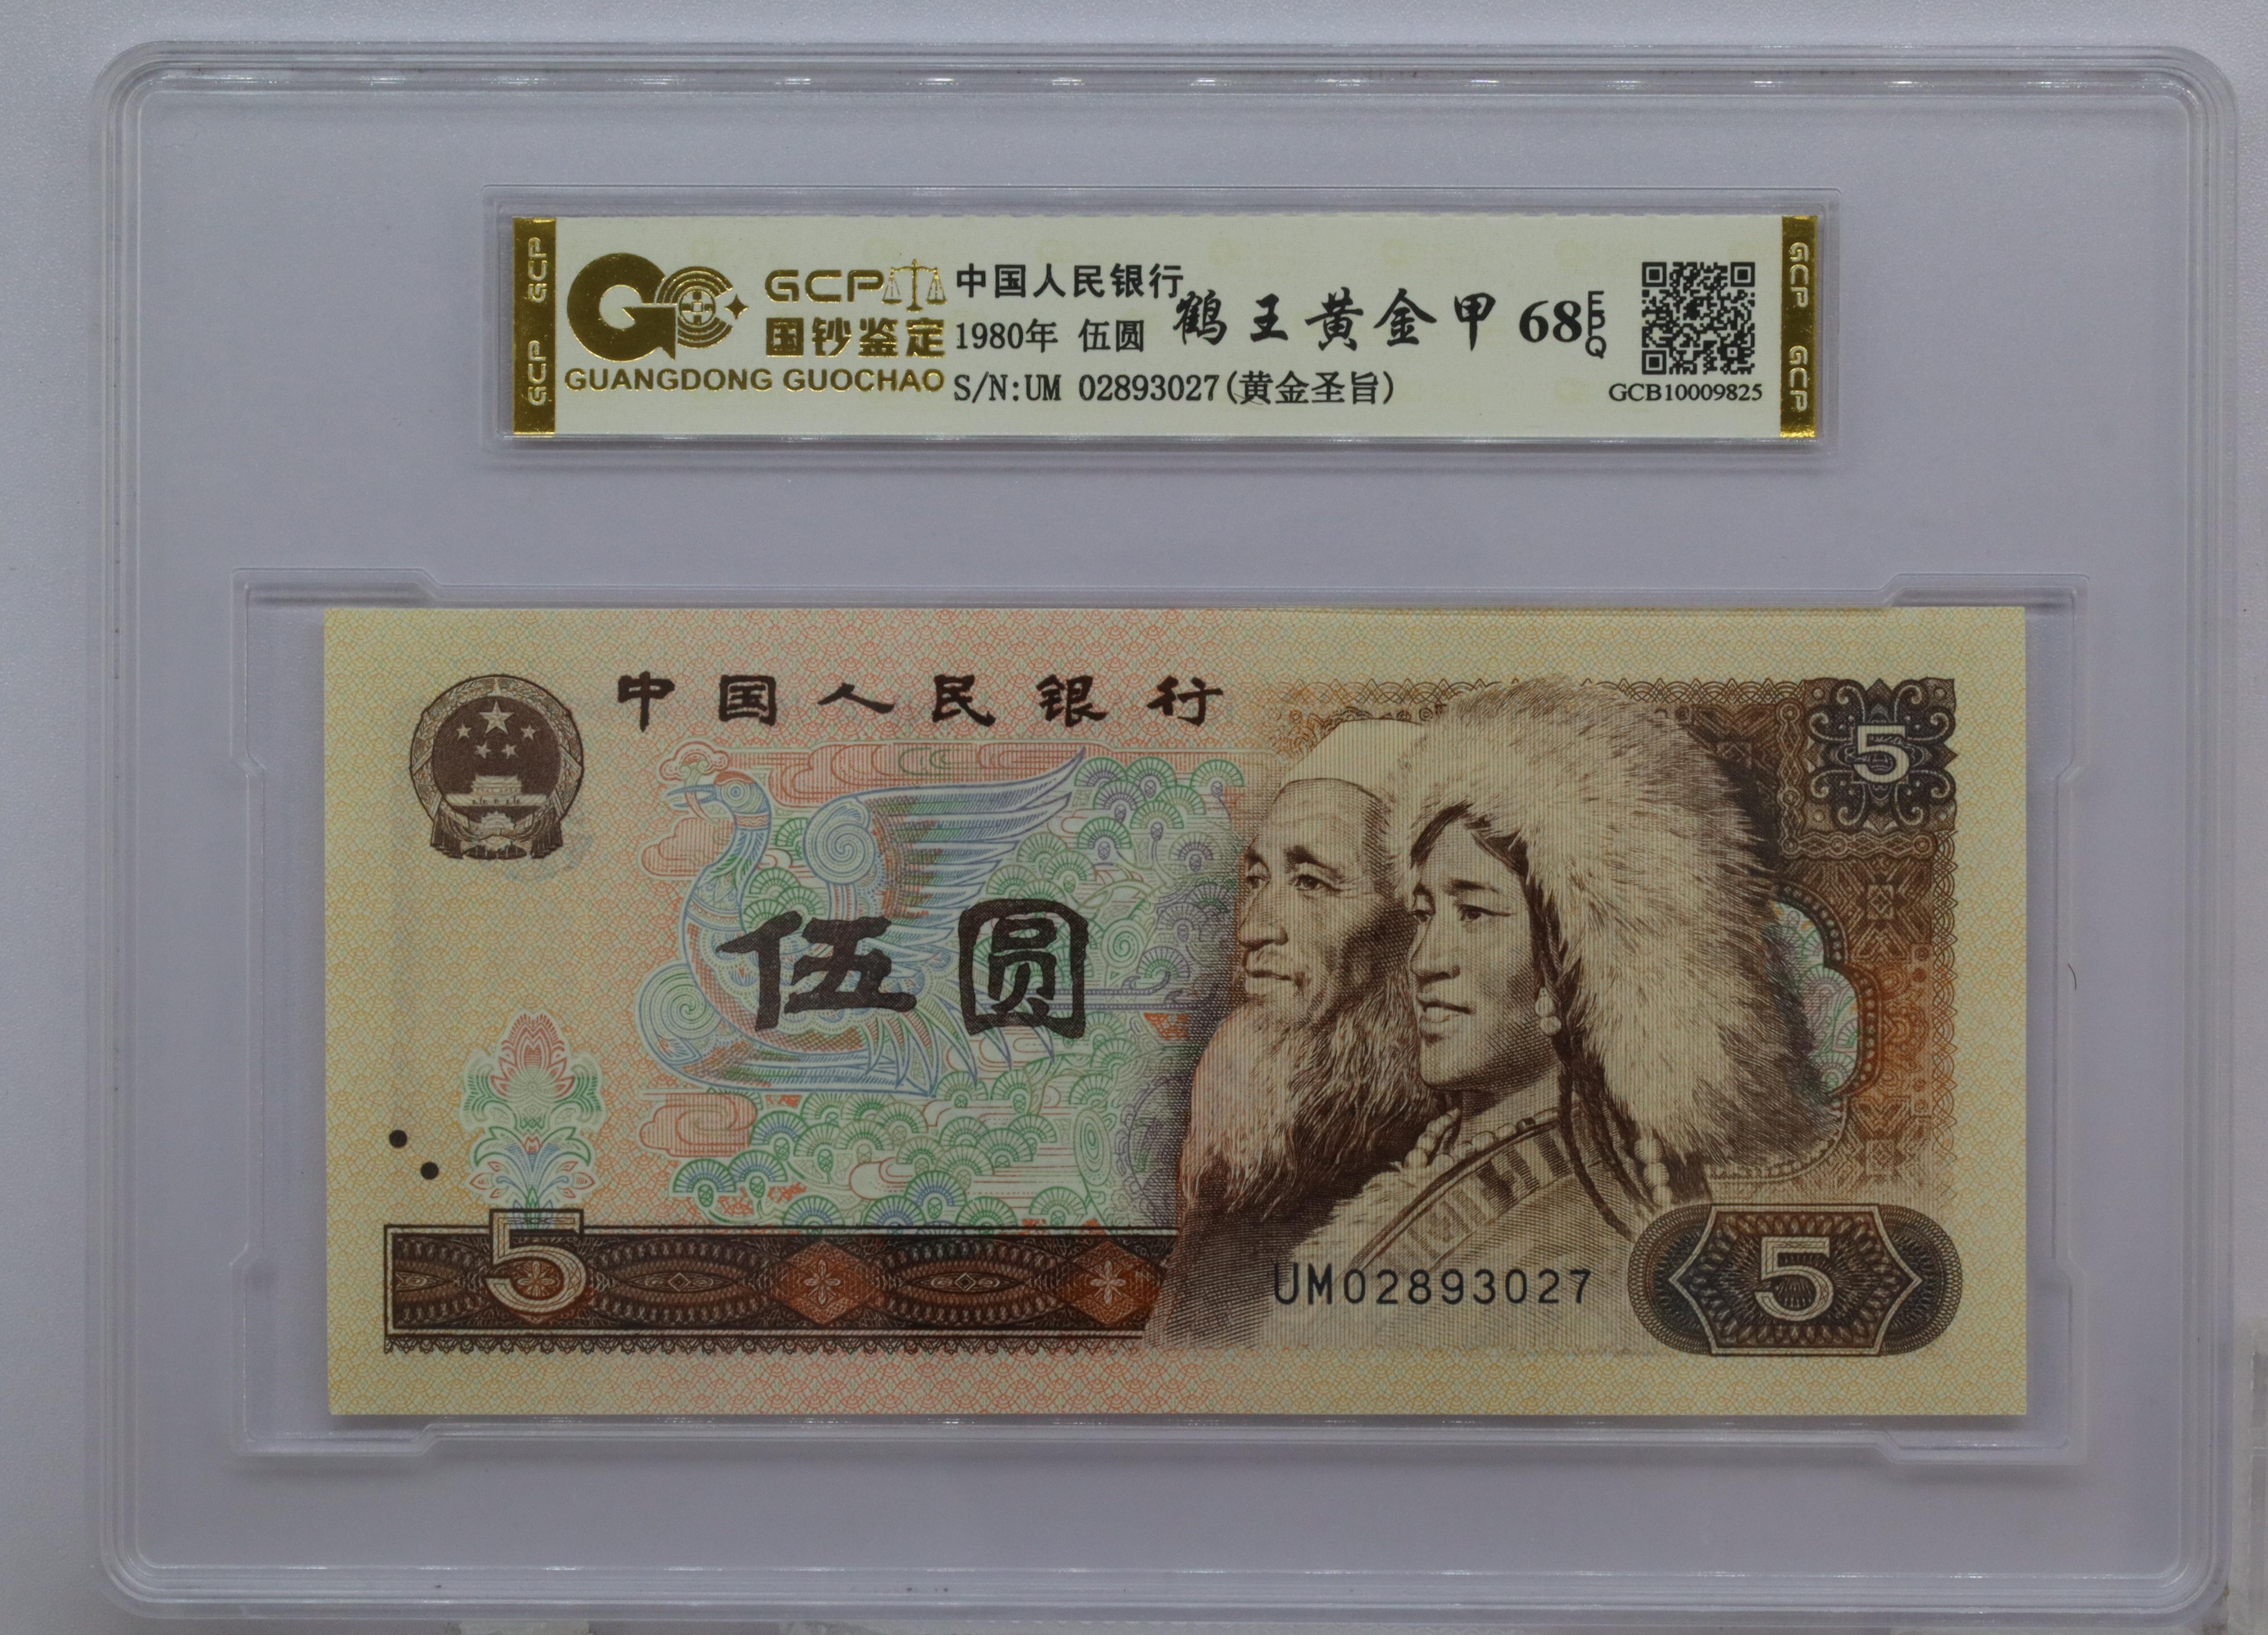 GCP GCP
GCP
国钞鉴定
GUANGDONG GUOCHAO
中国人民银行
1980年 伍圆
S/N:UM 02893027(黄金圣旨)
鹤王黄金甲 68 EPQ
GCB10009825
GCP GCP
中国人民银行
5
伍圆
5
UM02893027
5